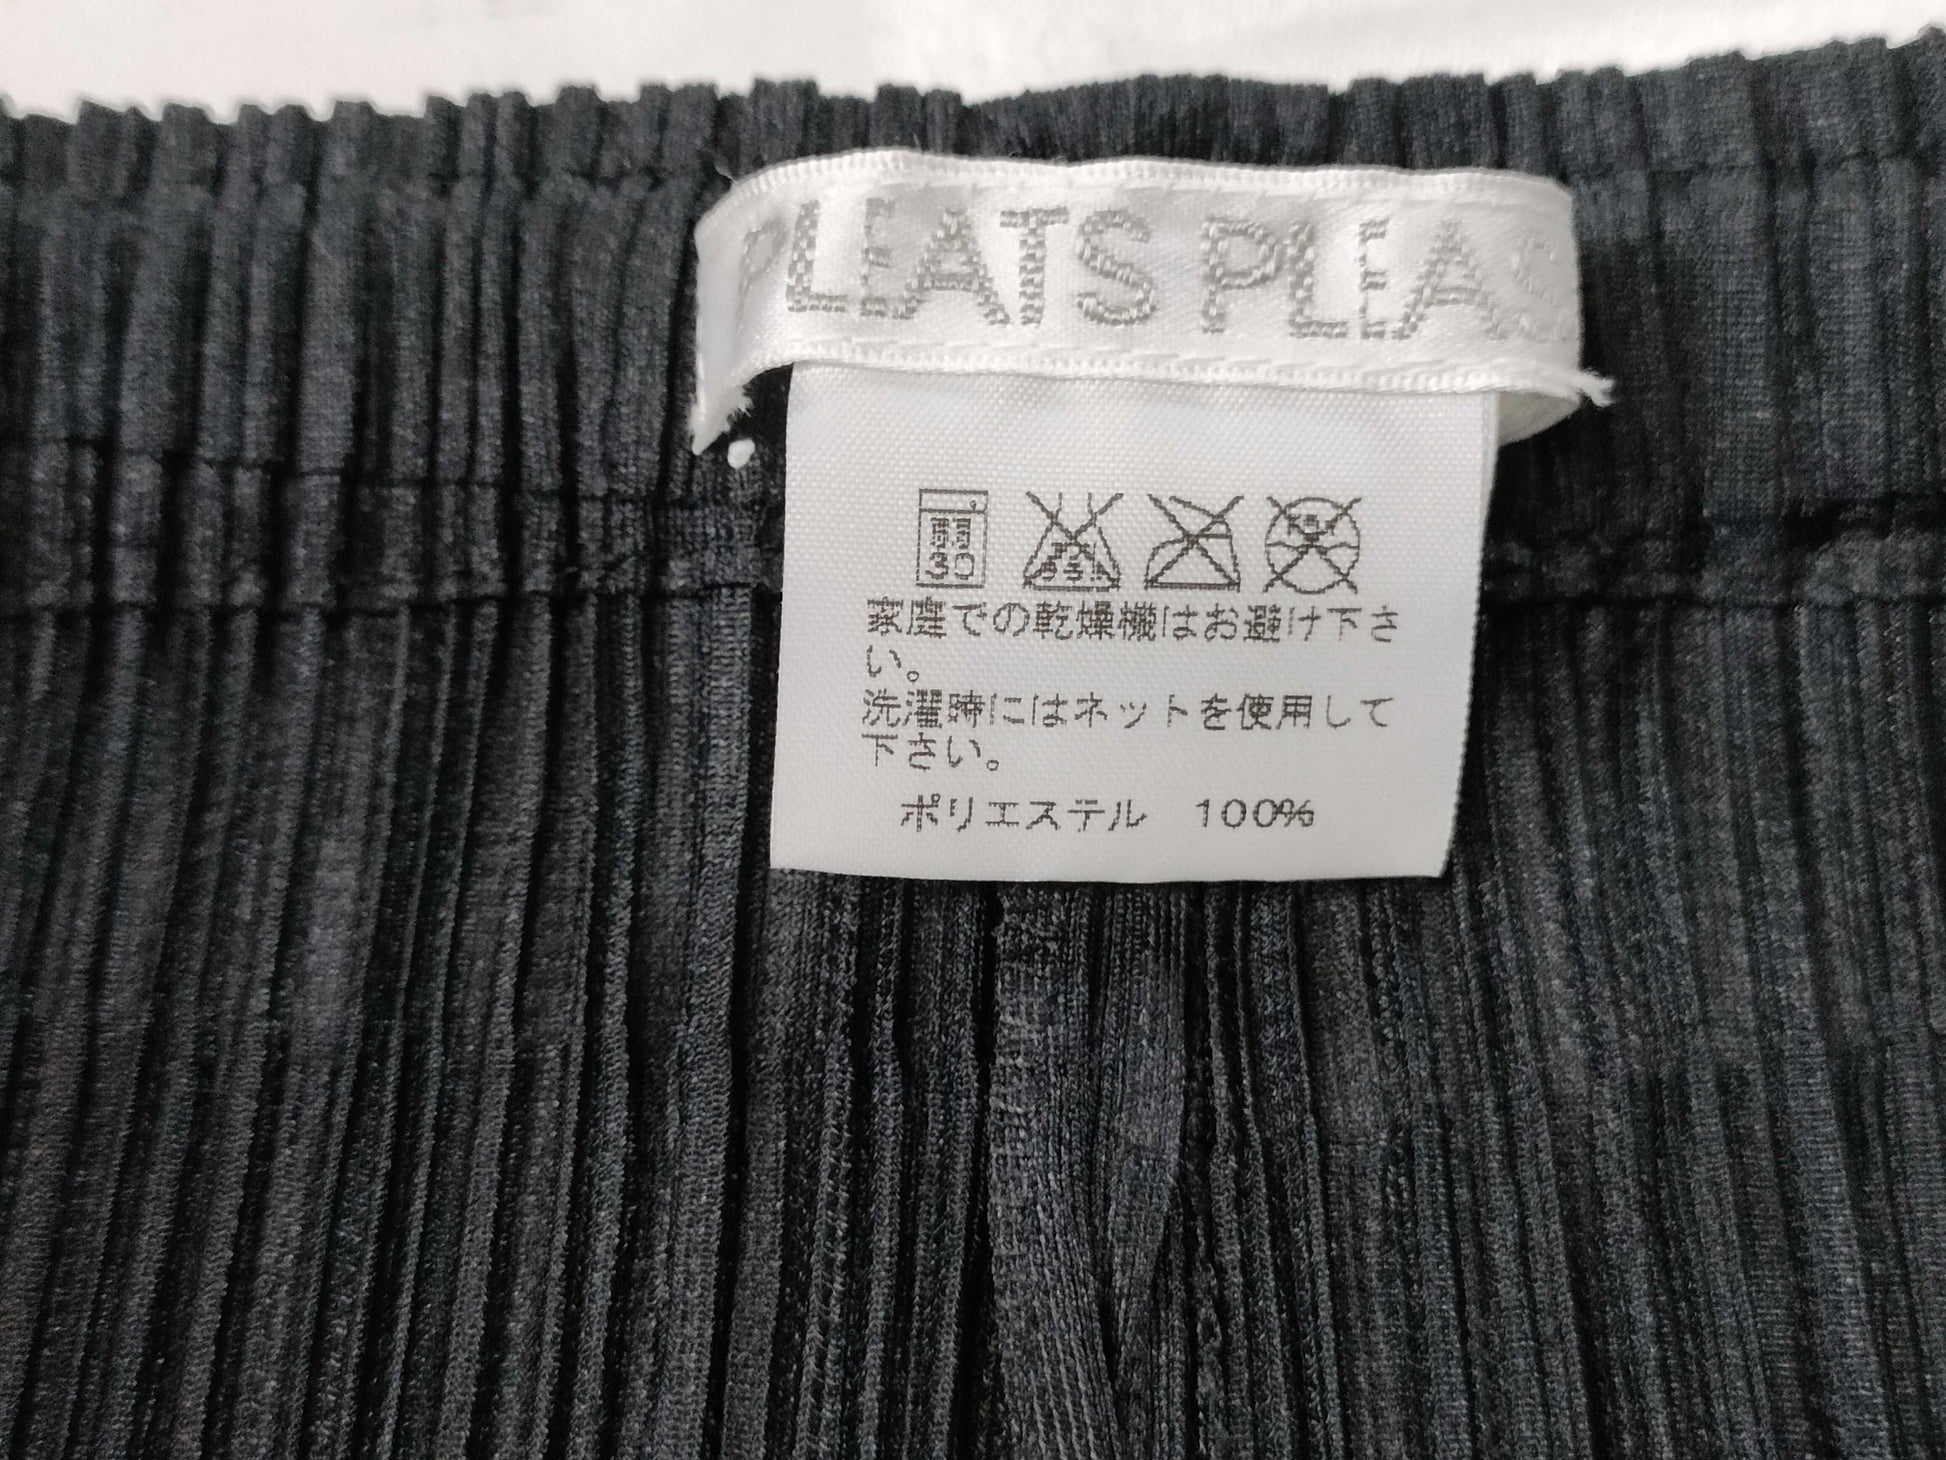 PLEATS PLEAS
弱
30
家庭での乾燥機はお避け下さ
い。
洗濯時にはネットを使用して
下さい。
ポリエステル 100%